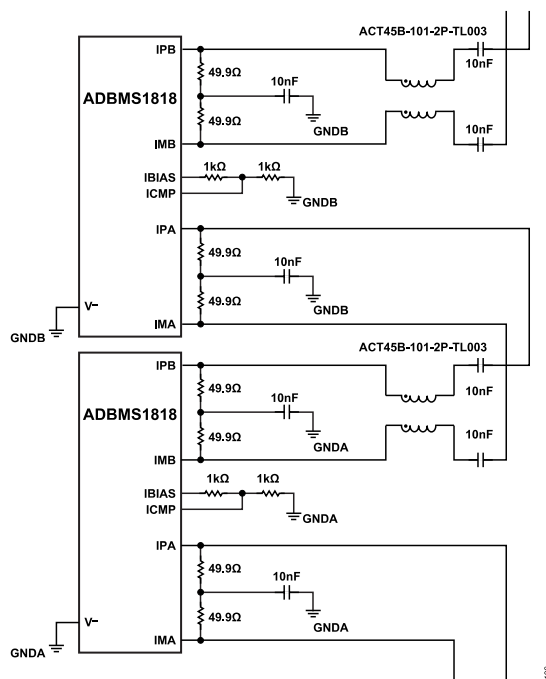 ACT45B-101-2P-TL003
IPB
49.9Ω
10nF
10nF
ADBMS1818
GNDB
49.9Ω
10nF
IMB
1kΩ 1kΩ
IBIAS
ICMP
GNDB
IPA
49.9Ω
10nF
49.9Ω
GNDB
V–
IMA
GNDB
ACT45B-101-2P-TL003
IPB
49.9Ω
10nF
10nF
ADBMS1818
10nF
GNDA
49.9Ω
IMB
1kΩ 1kΩ
IBIAS
ICMP
GNDA
IPA
49.9Ω
10nF
49.9Ω
GNDA
V–
IMA
GNDA